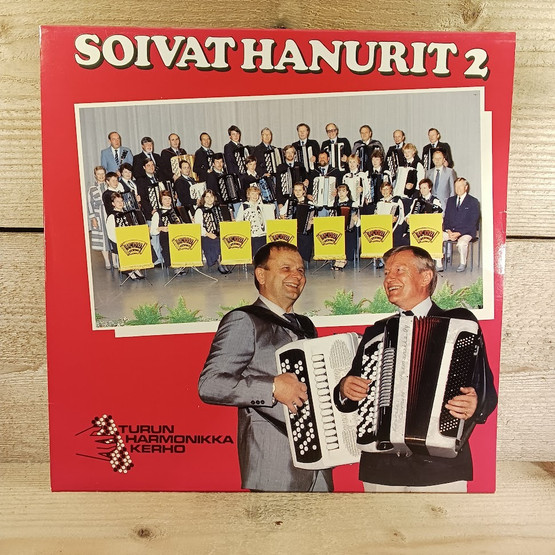 SOIVAT HANURIT 2
TURUN
HARMONIKKA
KERHO